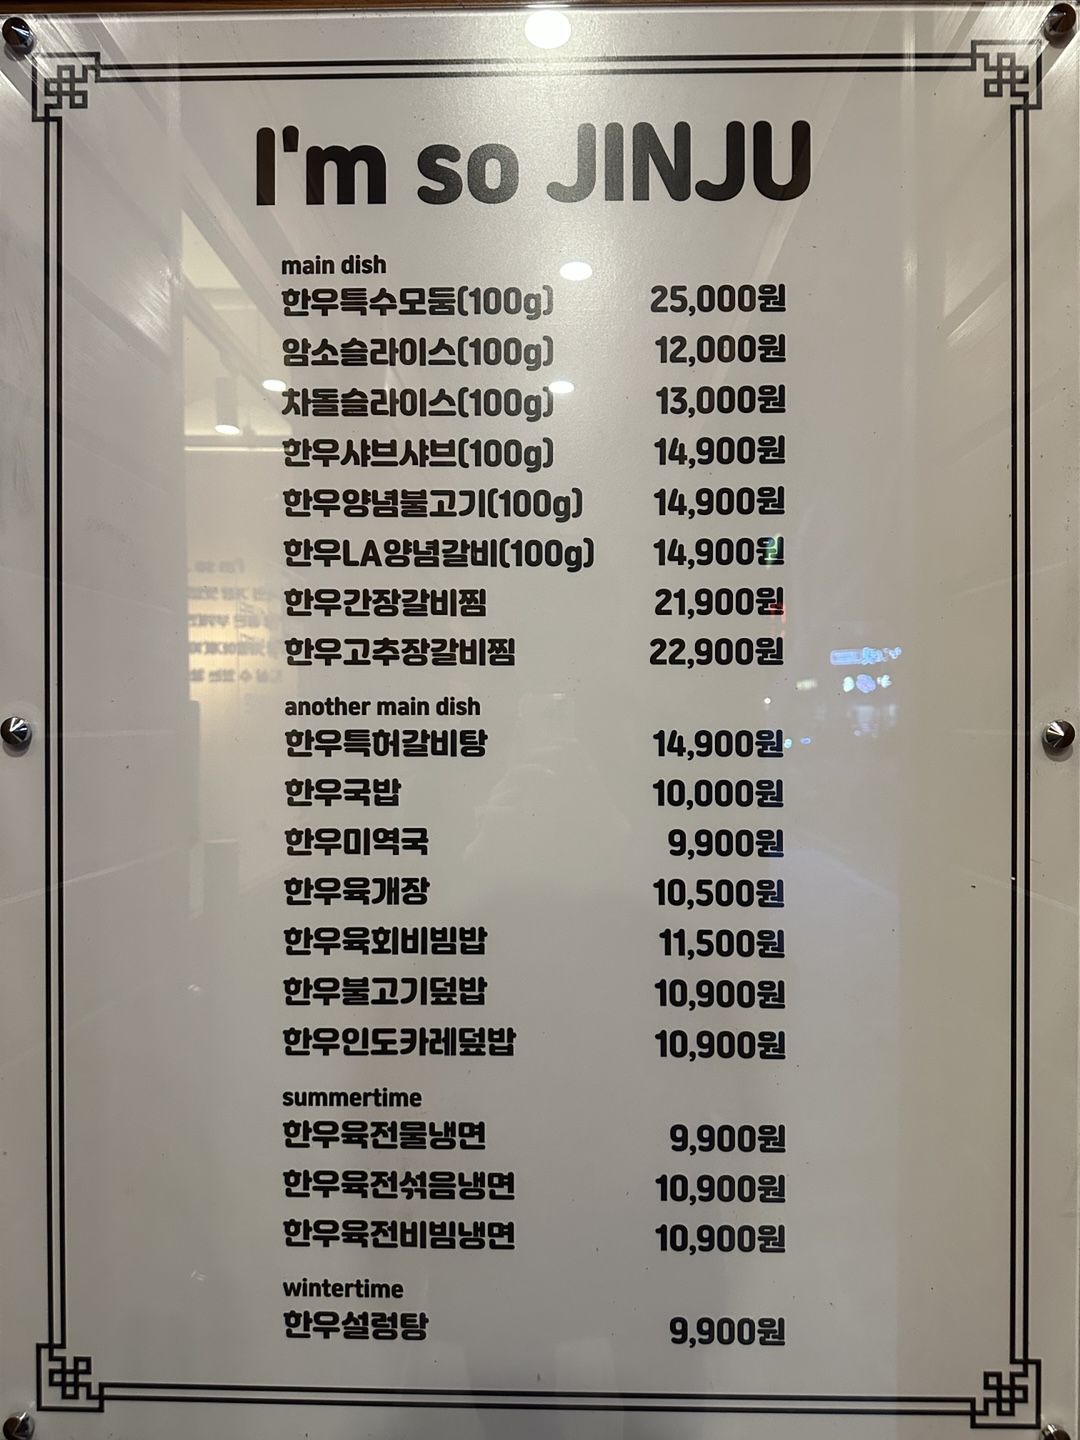 I'm so JINJU
main dish
한우특수모둠(100g) 25,000원
암소슬라이스(100g) 12,000원
차돌슬라이스(100g) 13,000원
한우샤브샤브(100g) 14,900원
한우양념불고기(100g) 14,900원
한우LA양념갈비(100g) 14,900원
한우간장갈비찜 21,900원
한우고추장갈비찜 22,900원
another main dish
한우특허갈비탕 14,900원
한우국밥 10,000원
한우미역국 9,900원
한우육개장 10,500원
한우육회비빔밥 11,500원
한우불고기덮밥 10,900원
한우인도카레덮밥 10,900원
summertime
한우육전물냉면 9,900원
한우육전섞음냉면 10,900원
한우육전비빔냉면 10,900원
wintertime
한우설렁탕 9,900원